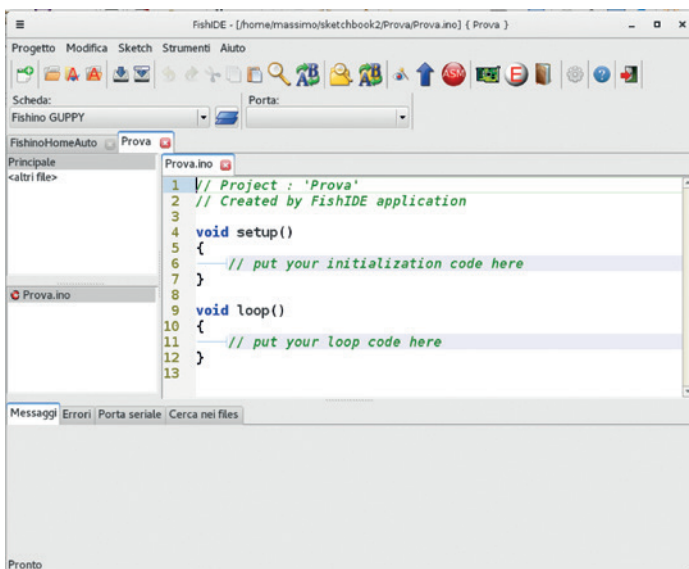 FishIDE - [/home/massimo/sketchbook2/Prova/Prova.ino] { Prova }
Progetto Modifica Sketch Strumenti Aiuto
Scheda: Porta:
Fishino GUPPY
FishinoHomeAuto Prova
Principale Prova.ino
<altri file>
1 // Project : 'Prova'
2 // Created by FishIDE application
3
4 void setup()
5 {
6 // put your initialization code here
7 }
Prova.ino
8
9 void loop()
10 {
11 // put your loop code here
12 }
13
Messaggi Errori Porta seriale Cerca nei files
Pronto